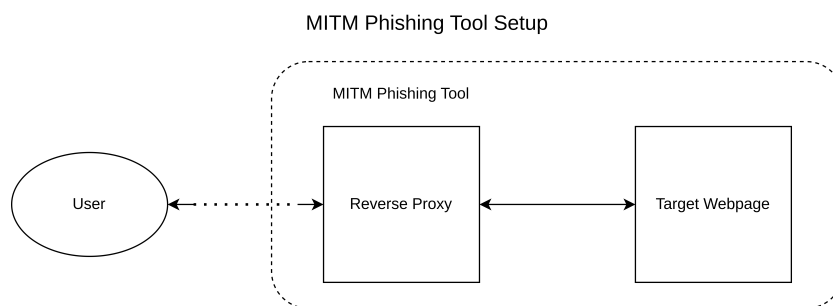 MITM Phishing Tool Setup
MITM Phishing Tool
User
Reverse Proxy
Target Webpage